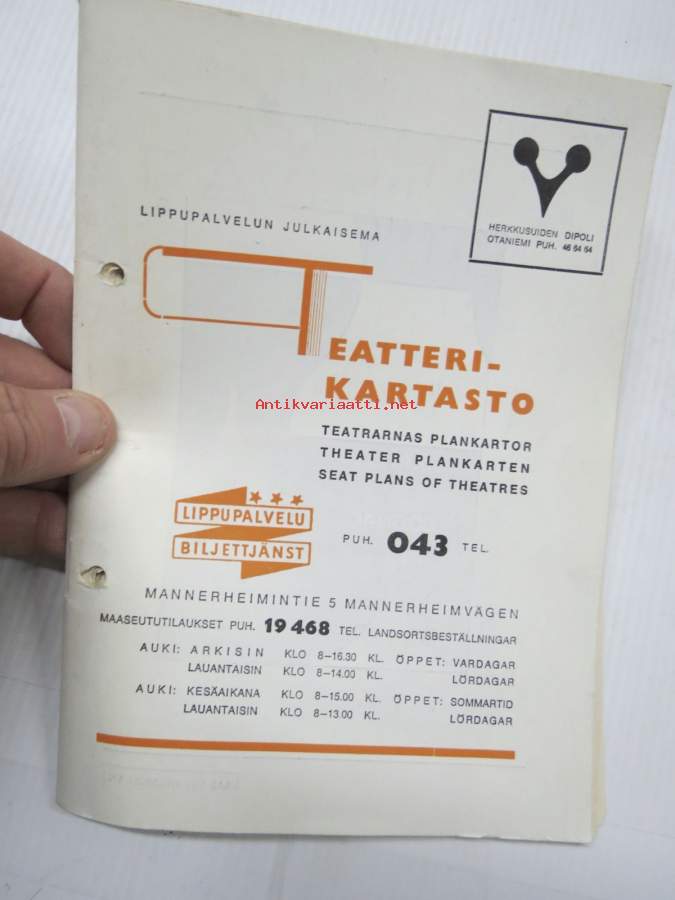 HERKKUSUIDEN DIPOLI
OTANIEMI PUH. 46 64 64
LIPPUPALVELUN JULKAISEMA
TEATTERI-
KARTASTO
Antikvariaatti.net
TEATRARNAS PLANKARTOR
THEATER PLANKARTEN
SEAT PLANS OF THEATRES
LIPPUPALVELU
BILJETTJÄNST
PUH. 043 TEL.
MANNERHEIMINTIE 5 MANNERHEIMVÄGEN
MAASEUTUTILAUKSET PUH. 19 468 TEL. LANDSORTSBESTÄLLNINGAR
AUKI: ARKISIN KLO 8–16.30 KL. ÖPPET: VARDAGAR
LAUANTAISIN KLO 8–14.00 KL. LÖRDAGAR
AUKI: KESÄAIKANA KLO 8–15.00 KL. ÖPPET: SOMMARTID
LAUANTAISIN KLO 8–13.00 KL. LÖRDAGAR